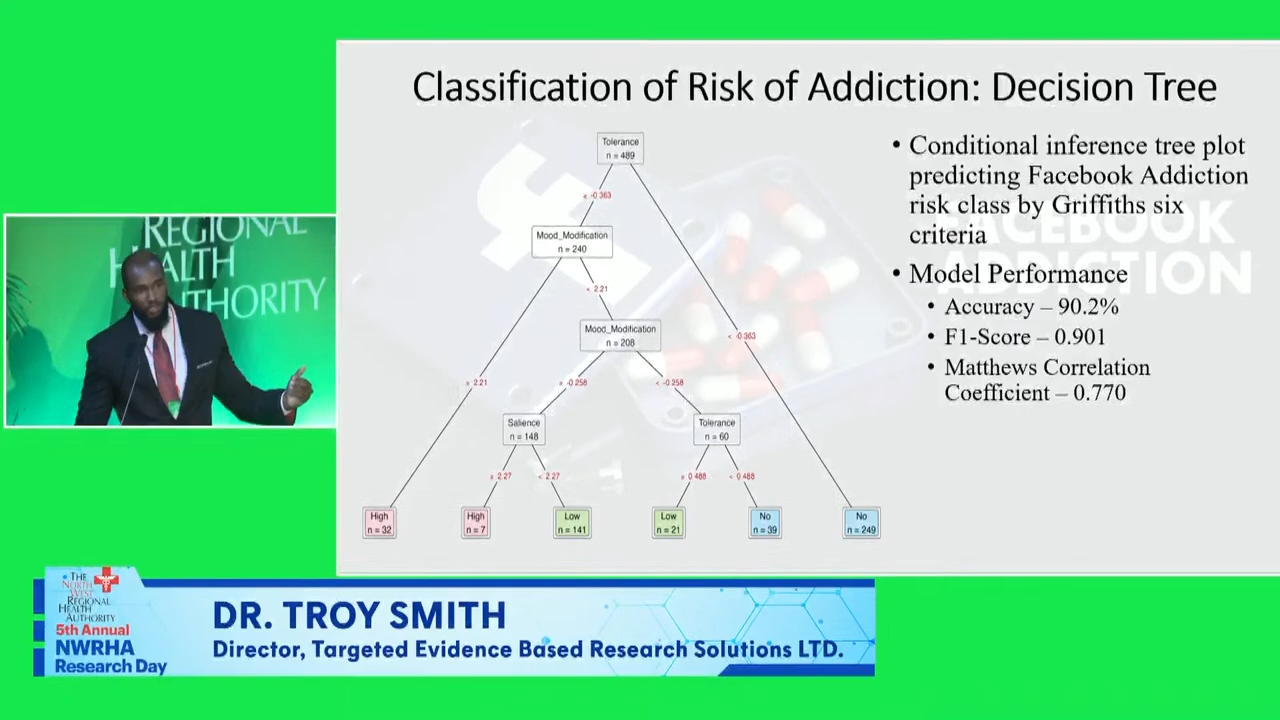 Classification of Risk of Addiction: Decision Tree
Tolerance
n = 489
≥ -0.363
Mood_Modification
n = 240
< 2.21
Mood_Modification
n = 208
< -0.363
≥ 2.21
≥ -0.258
< -0.258
Salience
n = 148
Tolerance
n = 60
≥ 2.27
< 2.27
≥ 0.488
< 0.488
High
n = 32
High
n = 7
Low
n = 141
Low
n = 21
No
n = 39
No
n = 249
• Conditional inference tree plot
predicting Facebook Addiction
risk class by Griffiths six
criteria
• Model Performance
• Accuracy – 90.2%
• F1-Score – 0.901
• Matthews Correlation
Coefficient – 0.770
FACEBOOK
ADDICTION
REGIONAL
HEALTH
AUTHORITY
THE
NORTH
WEST
REGIONAL
HEALTH
AUTHORITY
5th Annual
NWRHA
Research Day
DR. TROY SMITH
Director, Targeted Evidence Based Research Solutions LTD.